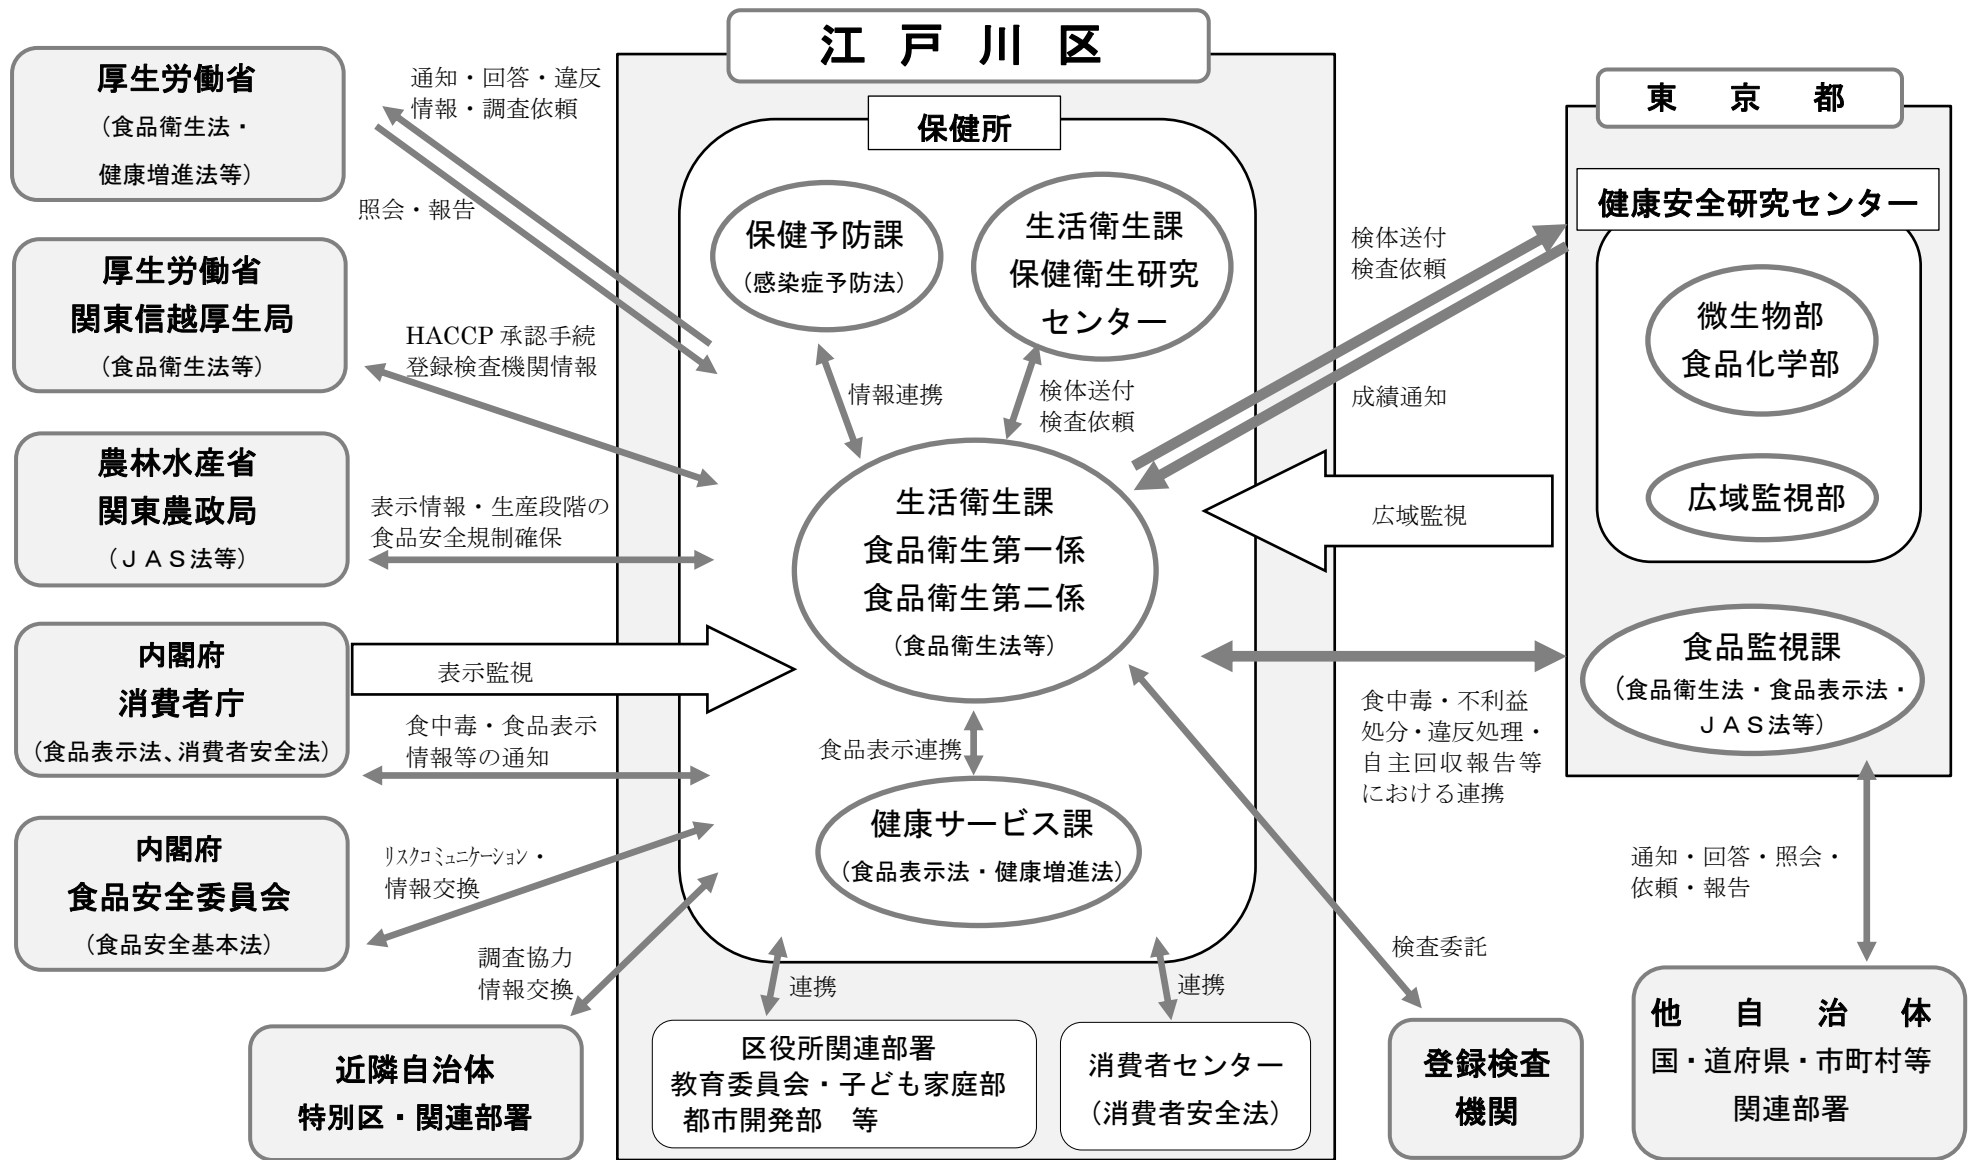 江戸川区
厚生労働省
(食品衛生法・
健康増進法等)
通知・回答・違反
情報・調査依頼
照会・報告
厚生労働省
関東信越厚生局
(食品衛生法等)
HACCP 承認手続
登録検査機関情報
農林水産省
関東農政局
(ＪＡＳ法等)
表示情報・生産段階の
食品安全規制確保
内閣府
消費者庁
(食品表示法、消費者安全法)
表示監視
食中毒・食品表示
情報等の通知
内閣府
食品安全委員会
(食品安全基本法)
ﾘｽｸｺﾐｭﾆｹｰｼｮﾝ・
情報交換
調査協力
情報交換
近隣自治体
特別区・関連部署
保健所
保健予防課
(感染症予防法)
生活衛生課
保健衛生研究
センター
情報連携
検体送付
検査依頼
生活衛生課
食品衛生第一係
食品衛生第二係
(食品衛生法等)
食品表示連携
健康サービス課
(食品表示法・健康増進法)
連携
連携
区役所関連部署
教育委員会・子ども家庭部
都市開発部　等
消費者センター
(消費者安全法)
検体送付
検査依頼
成績通知
広域監視
食中毒・不利益
処分・違反処理・
自主回収報告等
における連携
検査委託
登録検査
機関
東京都
健康安全研究センター
微生物部
食品化学部
広域監視部
食品監視課
(食品衛生法・食品表示法・
ＪＡＳ法等)
通知・回答・照会・
依頼・報告
他自治体
国・道府県・市町村等
関連部署